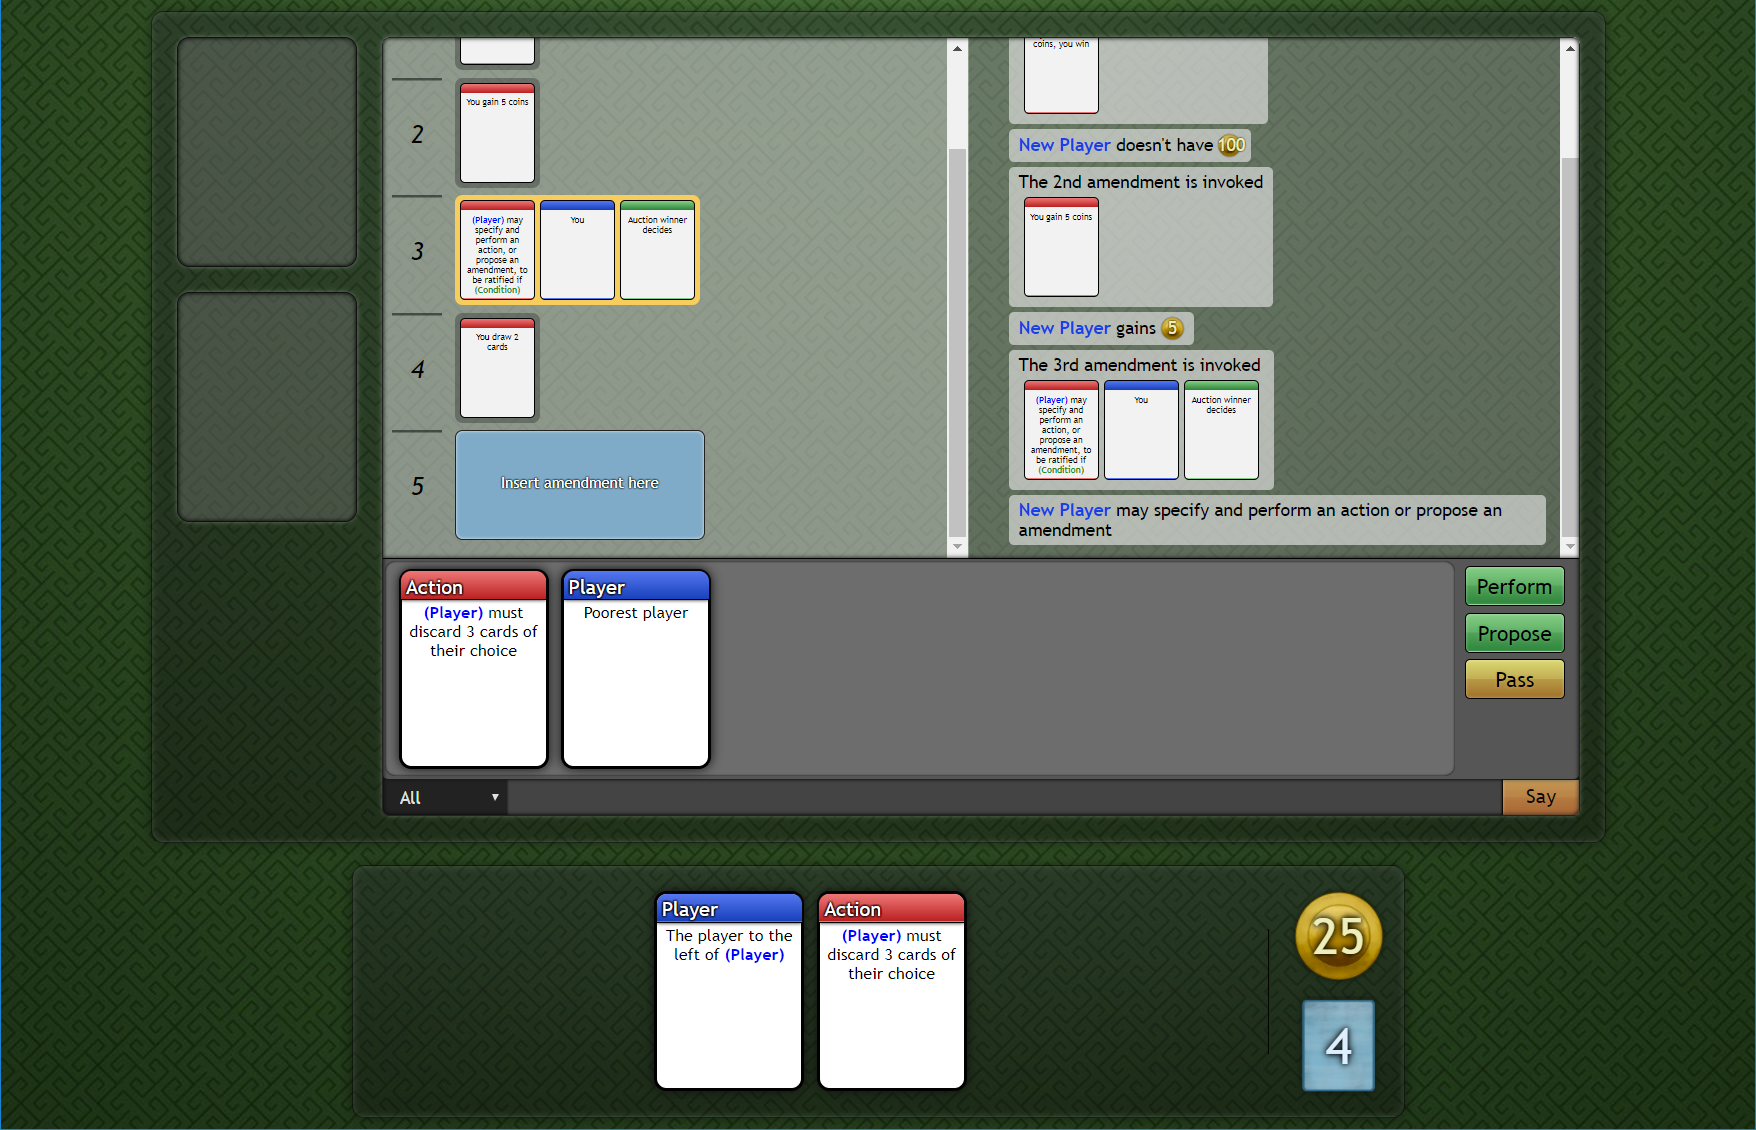 2
You gain 5 coins
3
(Player) may
specify and
perform an
action, or
propose an
amendment, to
be ratified if
(Condition)
You
Auction winner
decides
4
You draw 2
cards
5
Insert amendment here
coins, you win
New Player doesn't have 100
The 2nd amendment is invoked
You gain 5 coins
New Player gains 5
The 3rd amendment is invoked
(Player) may
specify and
perform an
action, or
propose an
amendment, to
be ratified if
(Condition)
You
Auction winner
decides
New Player may specify and perform an action or propose an
amendment
Action
(Player) must
discard 3 cards of
their choice
Player
Poorest player
Perform
Propose
Pass
All
Say
Player
The player to the
left of (Player)
Action
(Player) must
discard 3 cards of
their choice
25
4